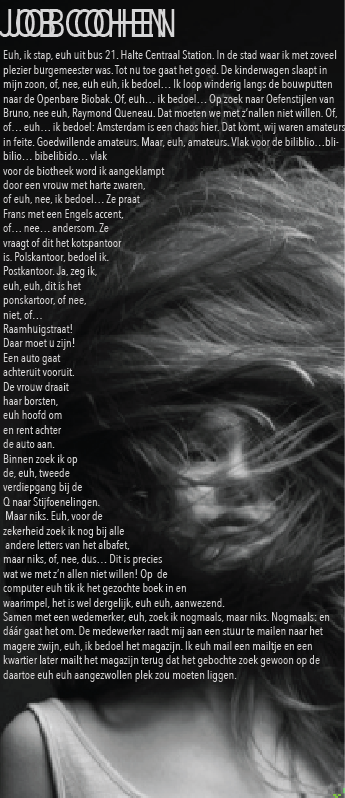 JOB COHEN
Euh, ik stap, euh uit bus 21. Halte Centraal Station. In de stad waar ik met zoveel
plezier burgemeester was. Tot nu toe gaat het goed. De kinderwagen slaapt in
mijn zoon, of, nee, euh euh, ik bedoel… Ik loop winderig langs de bouwputten
naar de Openbare Biobak. Of, euh… ik bedoel… Op zoek naar Oefenstijlen van
Bruno, nee euh, Raymond Queneau. Dat moeten we met z'nallen niet willen. Of,
of… euh… ik bedoel: Amsterdam is een chaos hier. Dat komt, wij waren amateurs
in feite. Goedwillende amateurs. Maar, euh, amateurs. Vlak voor de biliblio…bli-
bilio… bibelibido… vlak
voor de biotheek word ik aangeklampt
door een vrouw met harte zwaren,
of euh, nee, ik bedoel… Ze praat
Frans met een Engels accent,
of… nee… andersom. Ze
vraagt of dit het kotspantoor
is. Polskantoor, bedoel ik.
Postkantoor. Ja, zeg ik,
euh, euh, dit is het
ponskartoor, of nee,
niet, of…
Raamhuigstraat!
Daar moet u zijn!
Een auto gaat
achteruit vooruit.
De vrouw draait
haar borsten,
euh hoofd om
en rent achter
de auto aan.
Binnen zoek ik op
de, euh, tweede
verdiepgang bij de
Q naar Stijfoenelingen.
Maar niks. Euh, voor de
zekerheid zoek ik nog bij alle
andere letters van het albafet,
maar niks, of, nee, dus… Dit is precies
wat we met z'n allen niet willen! Op de
computer euh tik ik het gezochte boek in en
waarimpel, het is wel dergelijk, euh euh, aanwezend.
Samen met een wedemerker, euh, zoek ik nogmaals, maar niks. Nogmaals: en
dáár gaat het om. De medewerker raadt mij aan een stuur te mailen naar het
magere zwijn, euh, ik bedoel het magazijn. Ik euh mail een mailtje en een
kwartier later mailt het magazijn terug dat het gebochte zoek gewoon op de
daartoe euh euh aangezwollen plek zou moeten liggen.